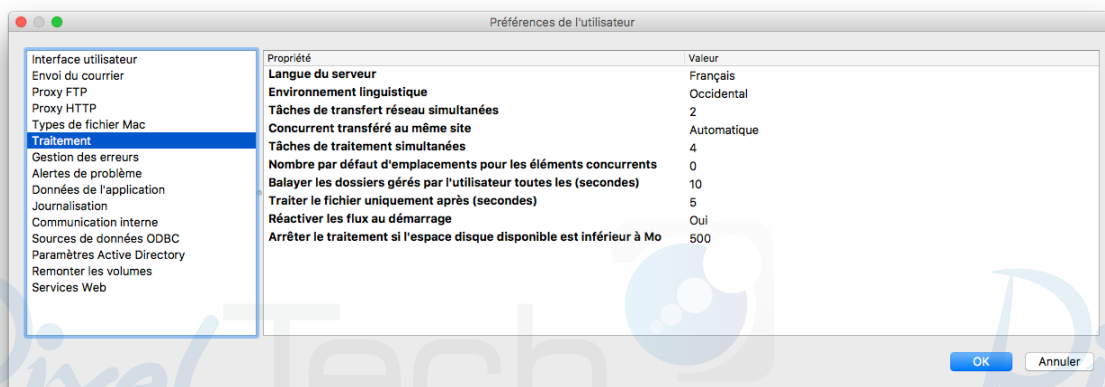 Préférences de l'utilisateur
Interface utilisateur
Envoi du courrier
Proxy FTP
Proxy HTTP
Types de fichier Mac
Traitement
Gestion des erreurs
Alertes de problème
Données de l'application
Journalisation
Communication interne
Sources de données ODBC
Paramètres Active Directory
Remonter les volumes
Services Web
Propriété Valeur
Langue du serveur Français
Environnement linguistique Occidental
Tâches de transfert réseau simultanées 2
Concurrent transféré au même site Automatique
Tâches de traitement simultanées 4
Nombre par défaut d'emplacements pour les éléments concurrents 0
Balayer les dossiers gérés par l'utilisateur toutes les (secondes) 10
Traiter le fichier uniquement après (secondes) 5
Réactiver les flux au démarrage Oui
Arrêter le traitement si l'espace disque disponible est inférieur à Mo 500
Pixel Tech
OK Annuler